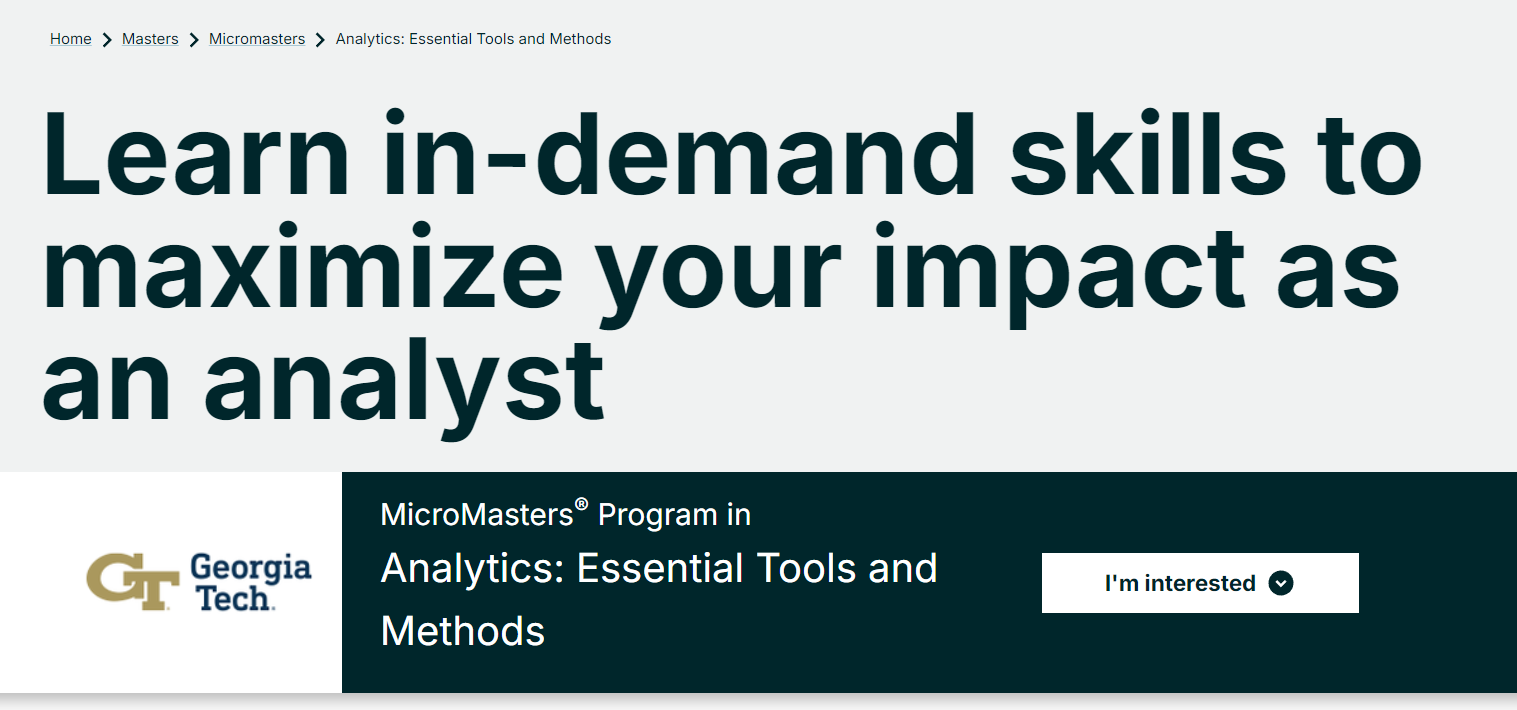 Home > Masters > Micromasters > Analytics: Essential Tools and Methods
Learn in-demand skills to
maximize your impact as
an analyst
GT Georgia
Tech.
MicroMasters® Program in
Analytics: Essential Tools and
Methods
I'm interested